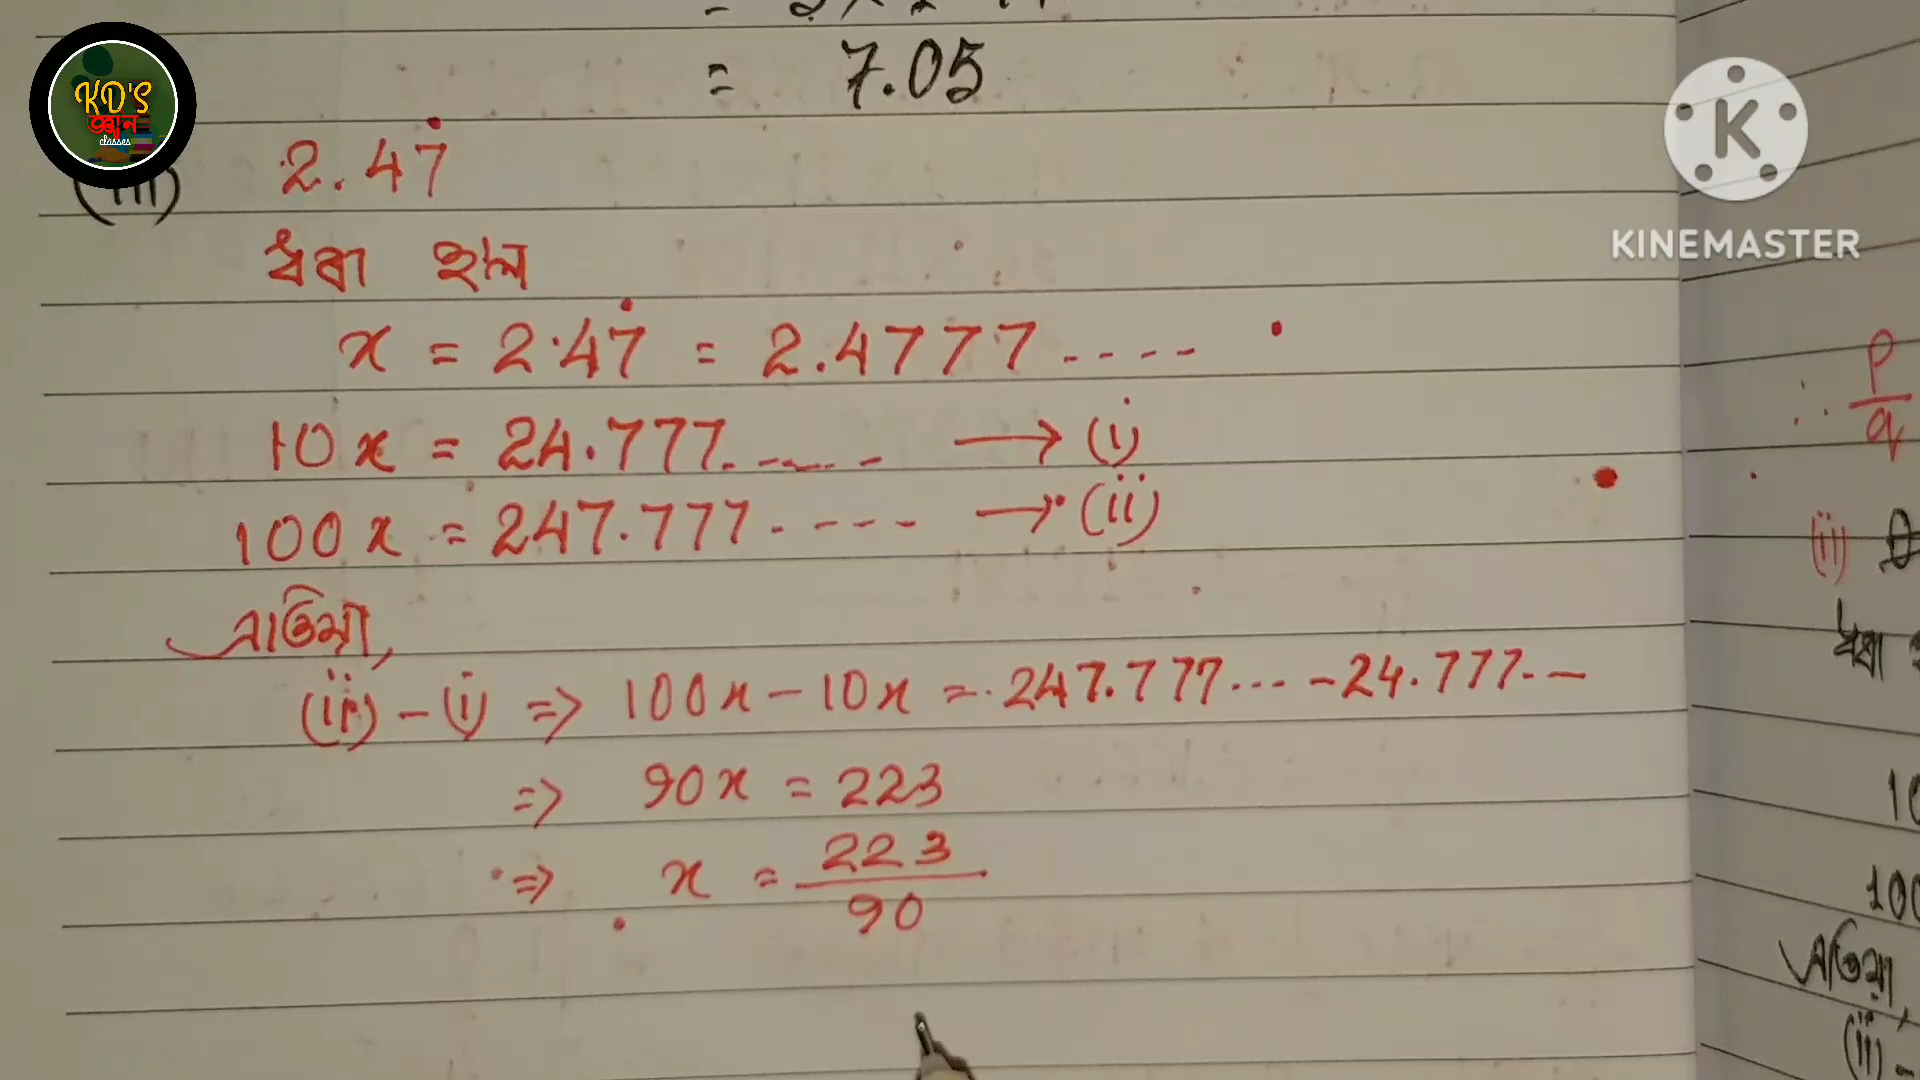 = 7.05
KD'S
জ্ঞান
classes
(iii) 2.47̇
ধৰা হ'ল
x = 2.47̇ = 2.4777....
10x = 24.777...... → (i)
100x = 247.777..... → (ii)
এতিয়া,
(ii) - (i) => 100x - 10x = 247.777... - 24.777...
=> 90x = 223
=> x = 223/90
KINEMASTER
∴ p/q
(ii)
ধৰা
10
100
এতিয়া,
(ii) -